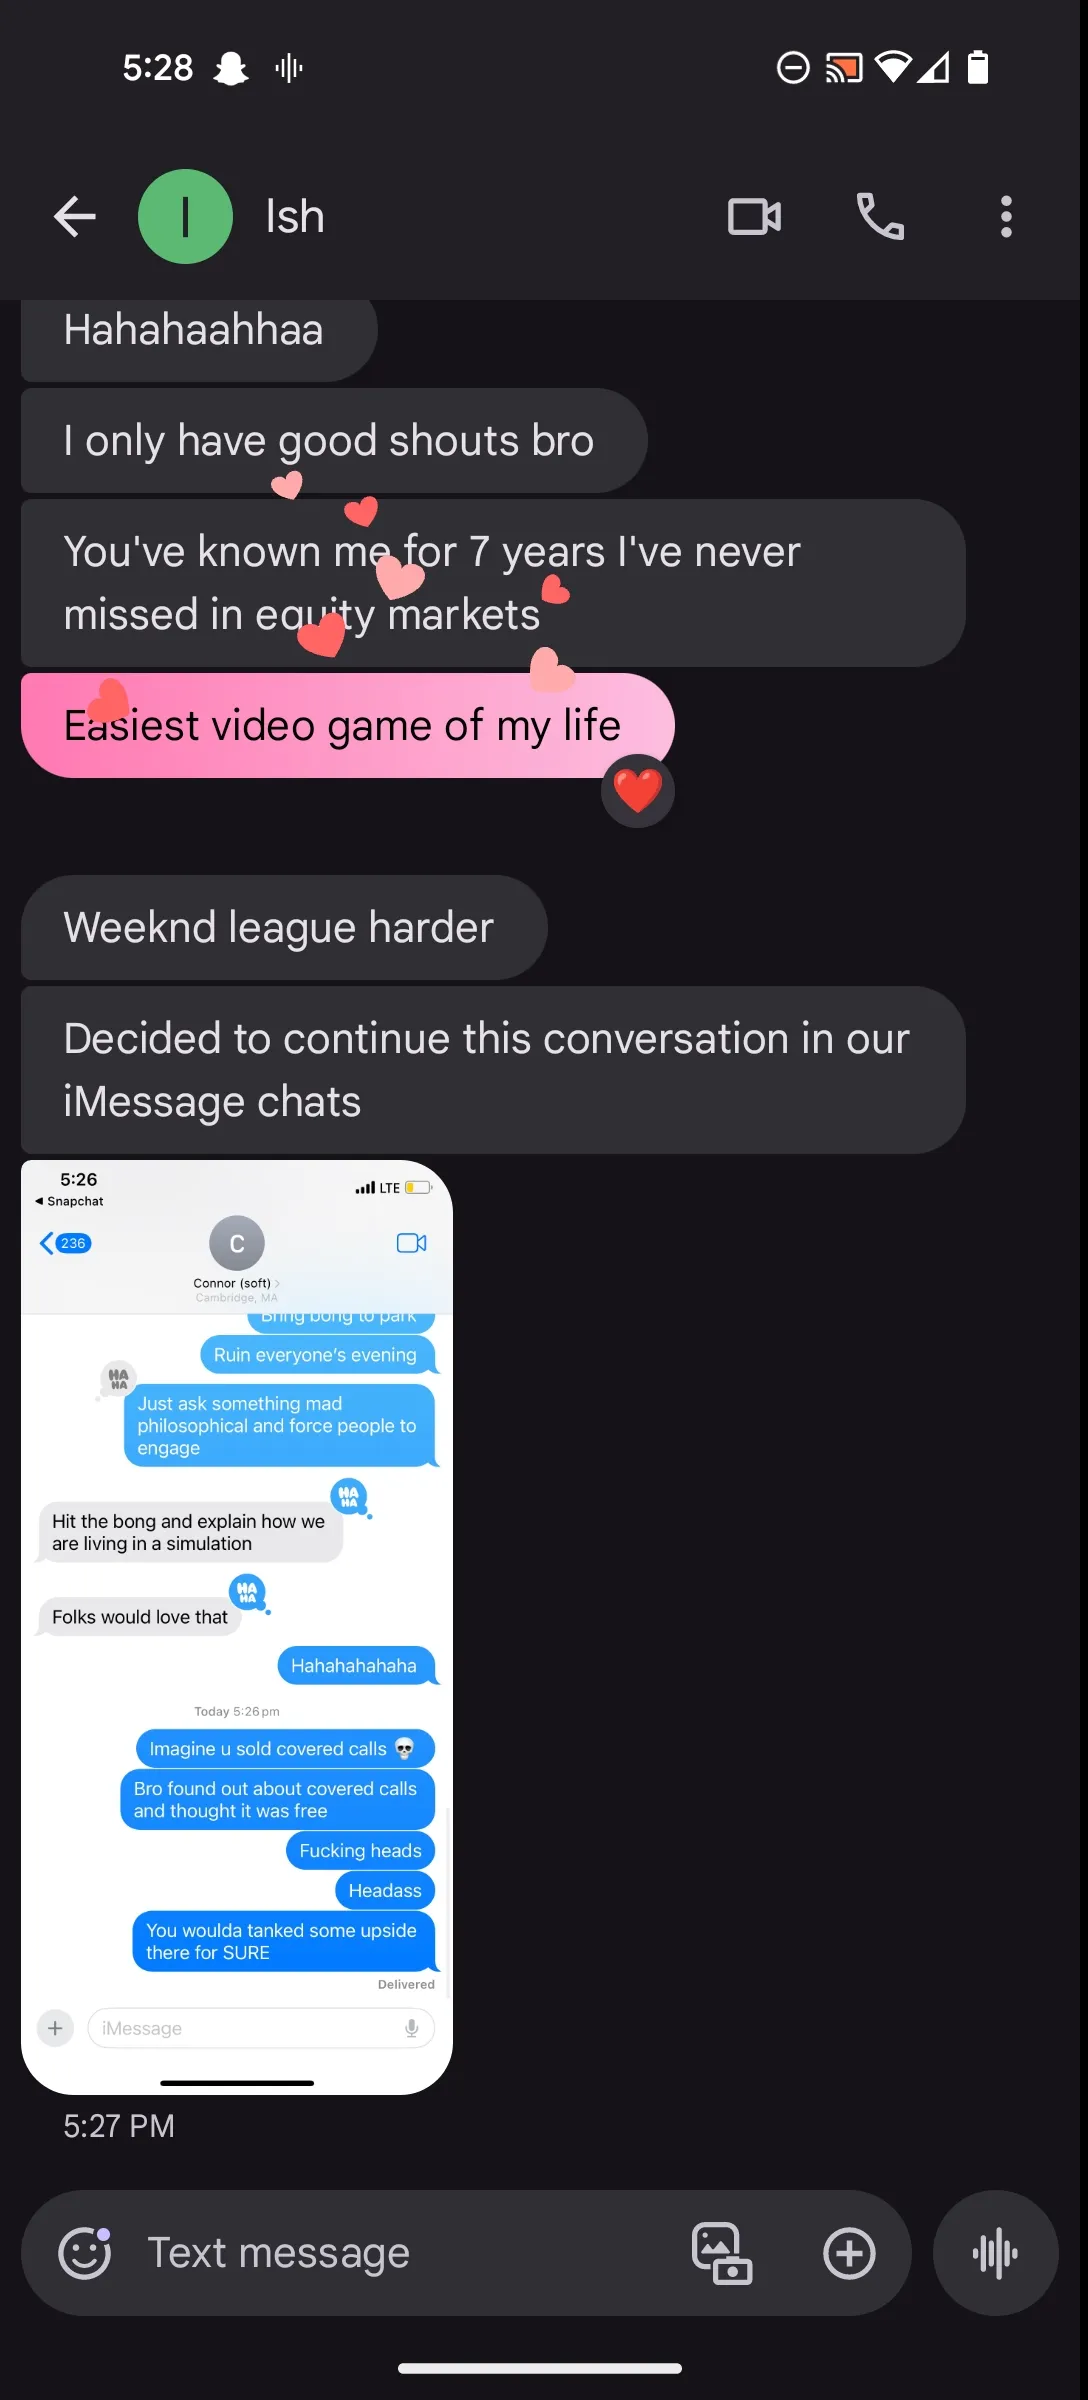 5:28
I
Ish
Hahahaahhaa
I only have good shouts bro
You've known me for 7 years I've never
missed in equity markets
Easiest video game of my life
Weeknd league harder
Decided to continue this conversation in our
iMessage chats
5:26
LTE
◀ Snapchat
236
C
Connor (soft)
Cambridge, MA
Bring bong to park
Ruin everyone's evening
HA
HA
Just ask something mad
philosophical and force people to
engage
HA
HA
Hit the bong and explain how we
are living in a simulation
HA
HA
Folks would love that
Hahahahahaha
Today 5:26 pm
Imagine u sold covered calls 💀
Bro found out about covered calls
and thought it was free
Fucking heads
Headass
You woulda tanked some upside
there for SURE
Delivered
iMessage
5:27 PM
Text message